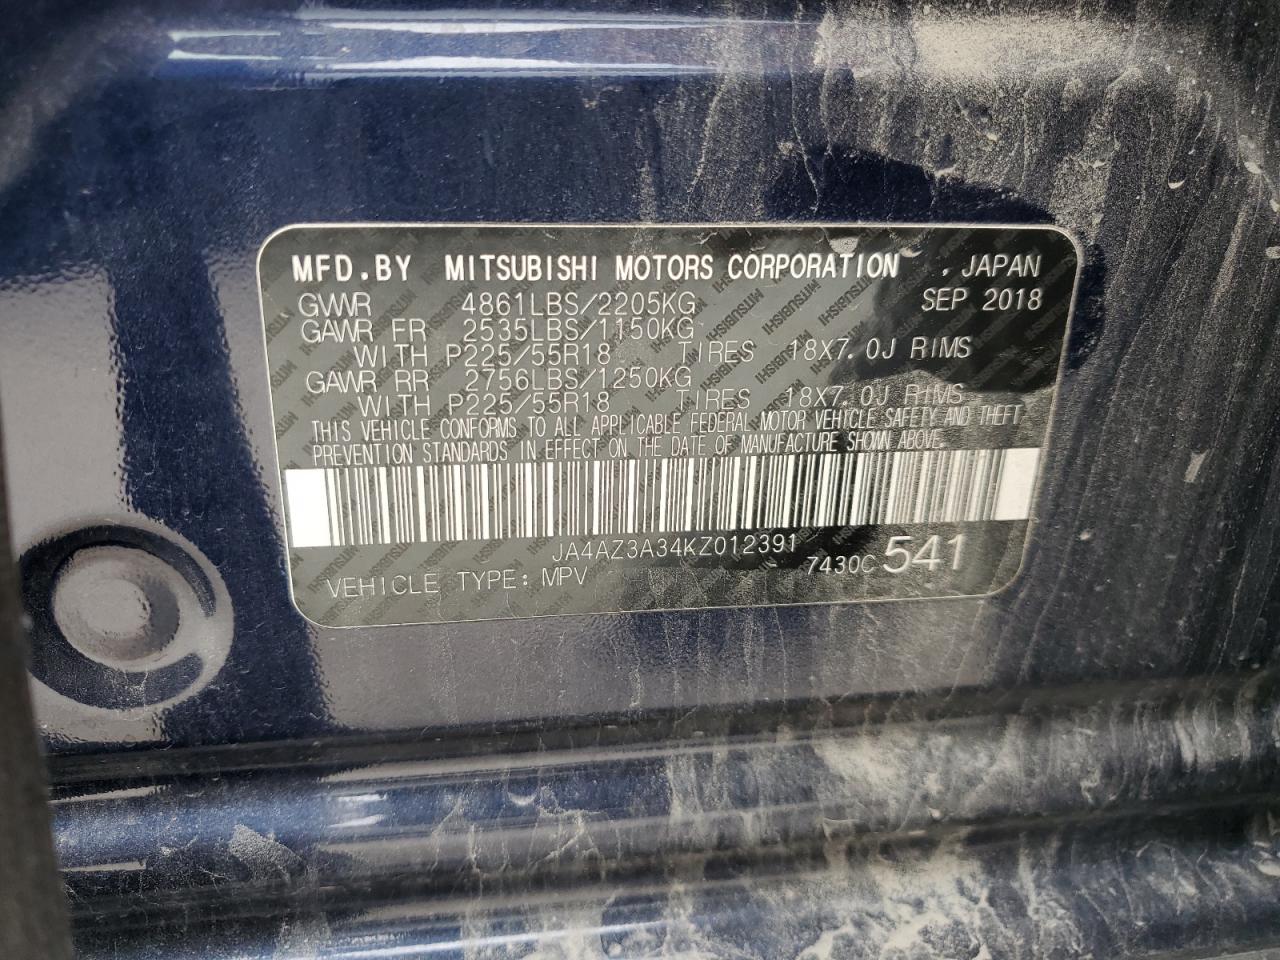 MFD.BY MITSUBISHI MOTORS CORPORATION , JAPAN
GVWR 4861LBS/2205KG SEP 2018
GAWR FR 2535LBS/1150KG
WITH P225/55R18 TIRES 18X7.0J RIMS
GAWR RR 2756LBS/1250KG
WITH P225/55R18 TIRES 18X7.0J RIMS
THIS VEHICLE CONFORMS TO ALL APPLICABLE FEDERAL MOTOR VEHICLE SAFETY AND THEFT
PREVENTION STANDARDS IN EFFECT ON THE DATE OF MANUFACTURE SHOWN ABOVE.
JA4AZ3A34KZ012391
VEHICLE TYPE: MPV 7430C 541